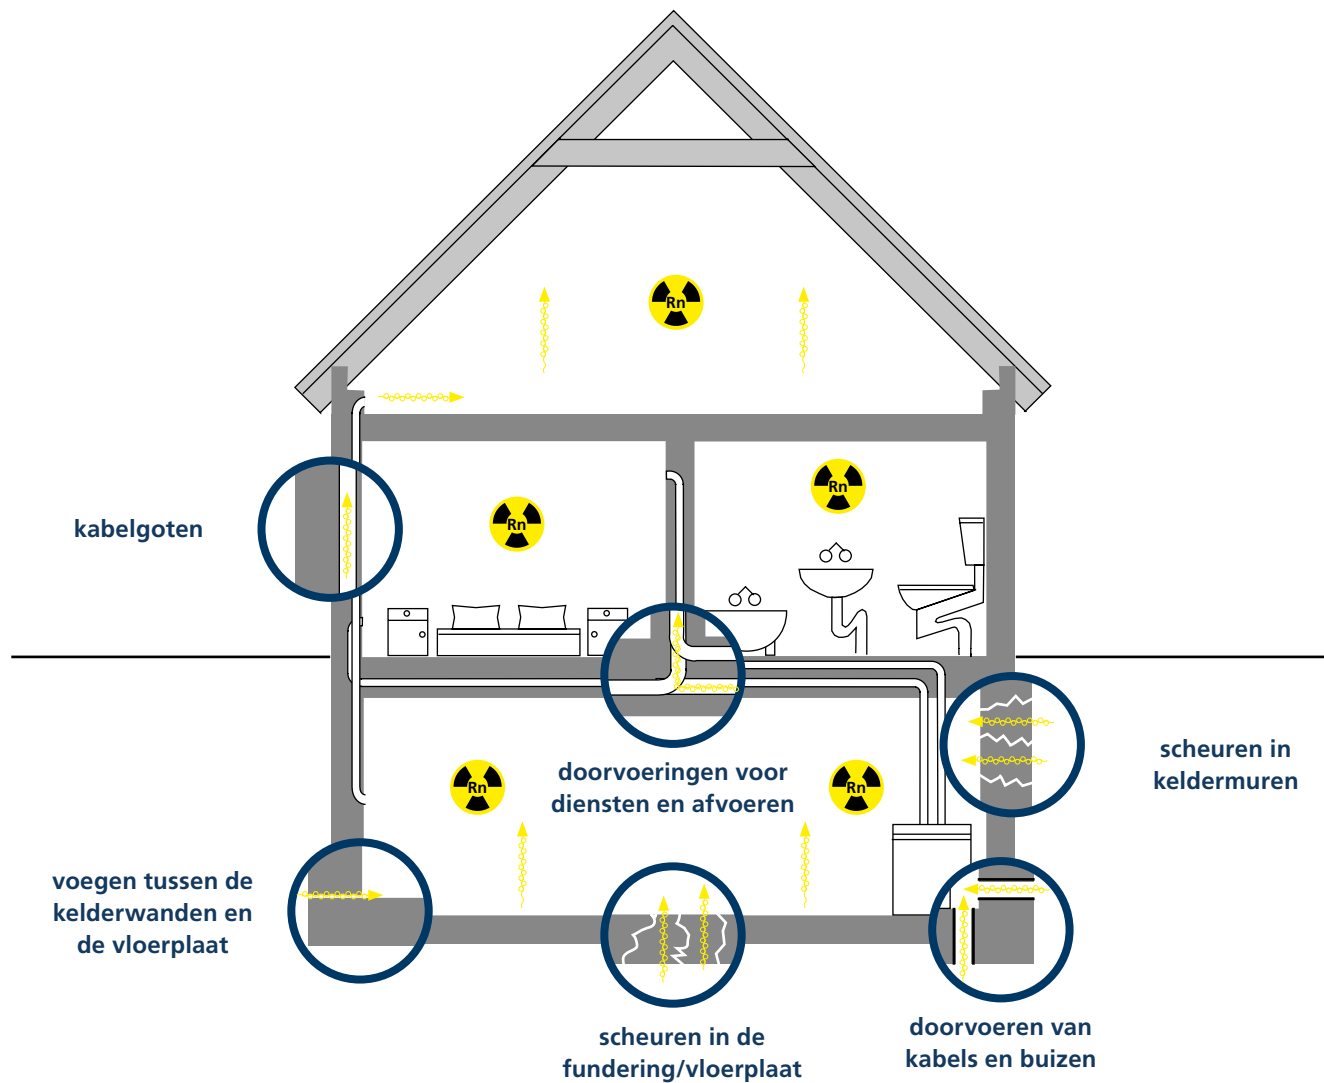 Rn
Rn
Rn
kabelgoten
doorvoeringen voor
diensten en afvoeren
scheuren in
keldermuren
Rn
Rn
voegen tussen de
kelderwanden en
de vloerplaat
scheuren in de
fundering/vloerplaat
doorvoeren van
kabels en buizen